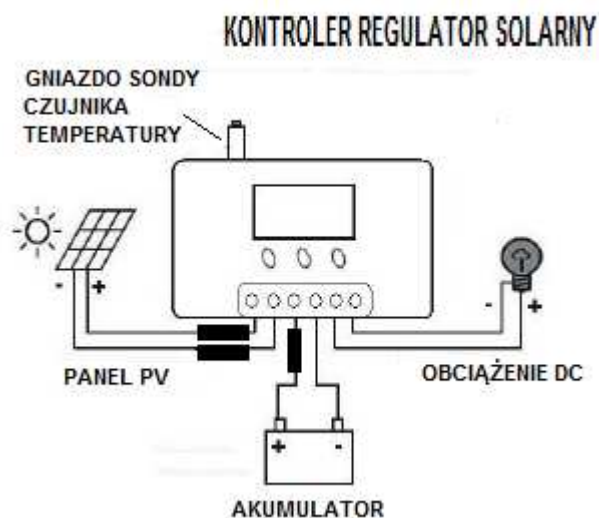 KONTROLER REGULATOR SOLARNY
GNIAZDO SONDY
CZUJNIKA
TEMPERATURY
- +
- +
PANEL PV
OBCIĄŻENIE DC
+ -
AKUMULATOR